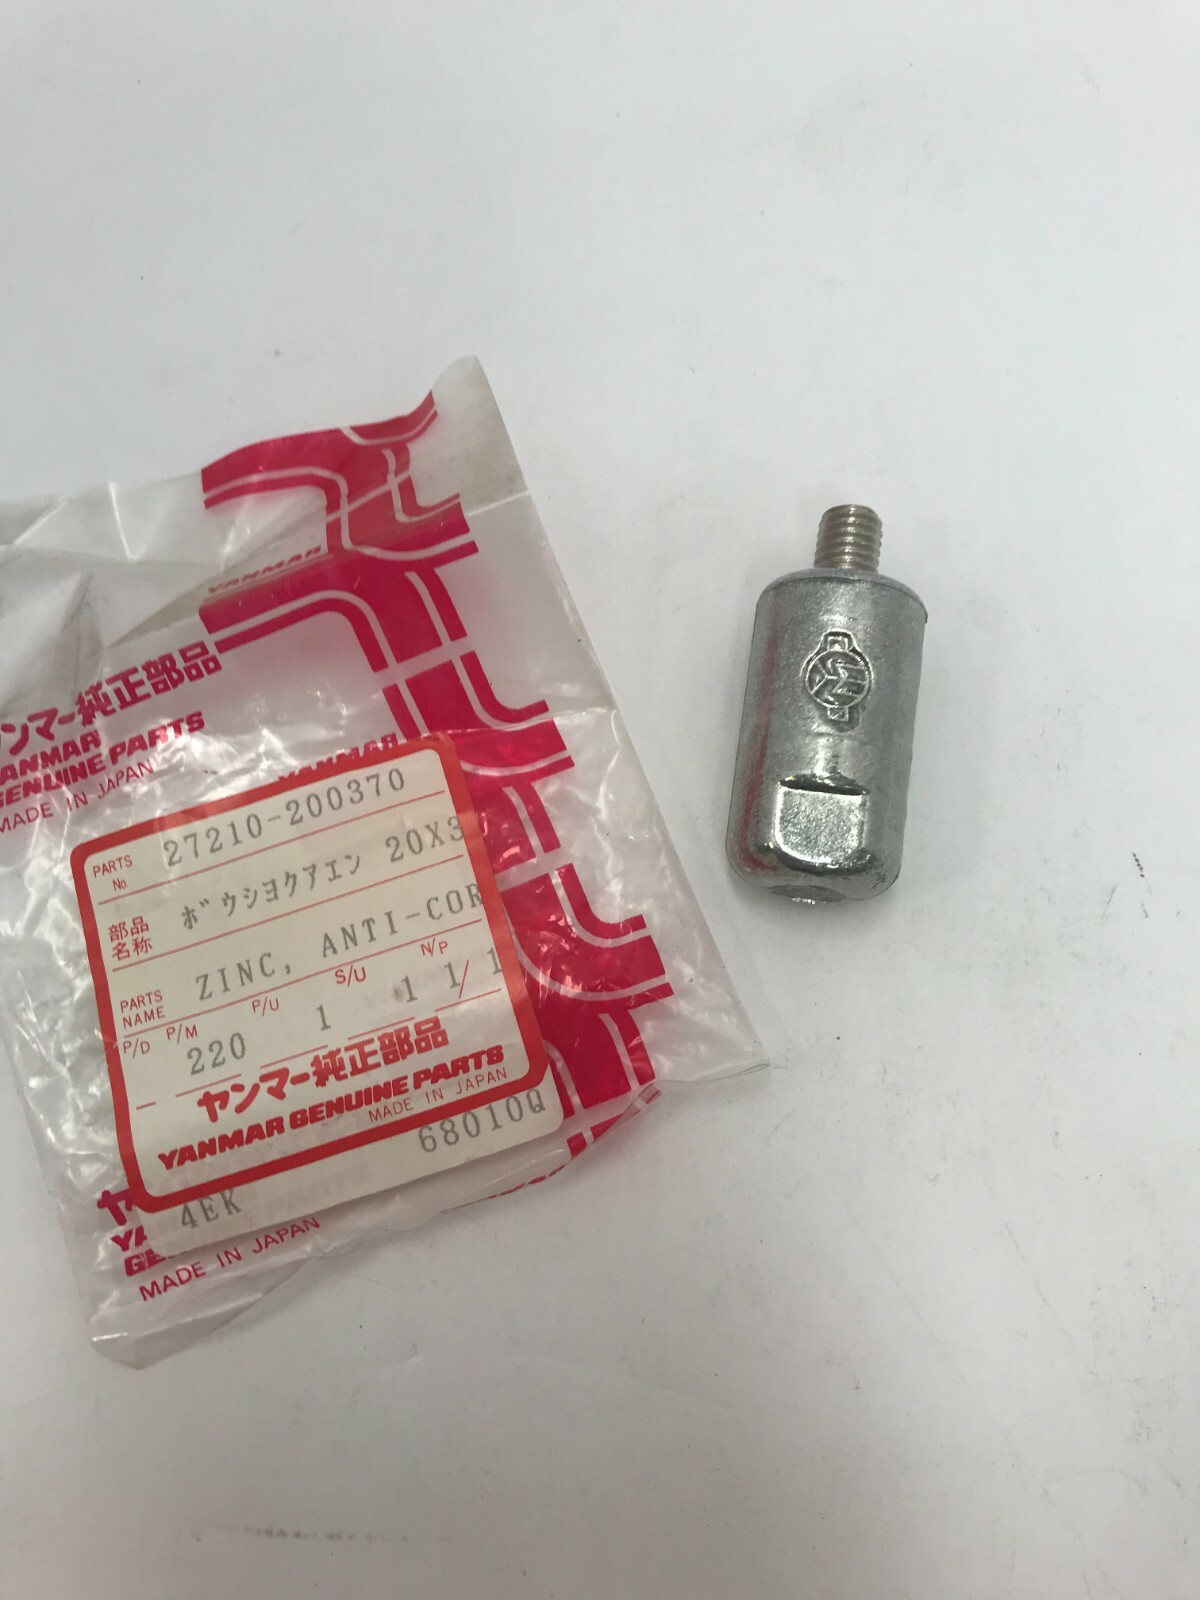 YANMAR
ンマー純正部品
YANMAR
GENUINE PARTS
MADE IN JAPAN
YANMAR
PARTS No. 27210-200370
部品名称 ボウシヨクアエン 20X3
PARTS NAME ZINC, ANTI-COR
P/D P/M P/U S/U N/P
220 1 1 1/ 1
ヤンマー純正部品
YANMAR GENUINE PARTS
MADE IN JAPAN
68010Q
4EK
MADE IN JAPAN